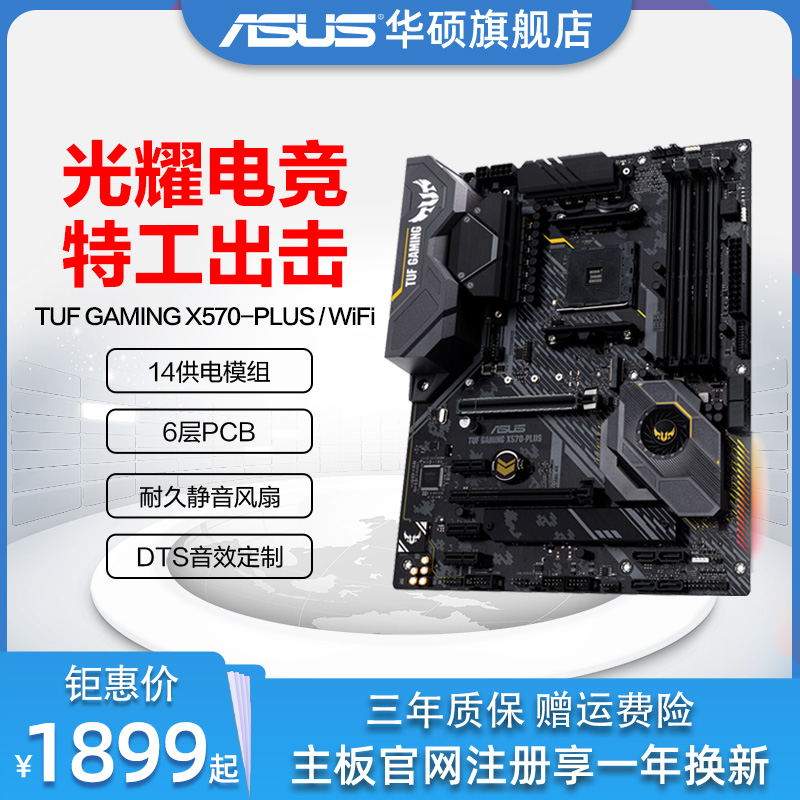 ASUS 华硕旗舰店
光耀电竞
特工出击
TUF GAMING X570-PLUS / WiFi
14供电模组
6层PCB
耐久静音风扇
DTS音效定制
TUF GAMING
ASUS
TUF GAMING X570-PLUS
钜惠价
¥1899起
三年质保 赠运费险
主板官网注册享一年换新